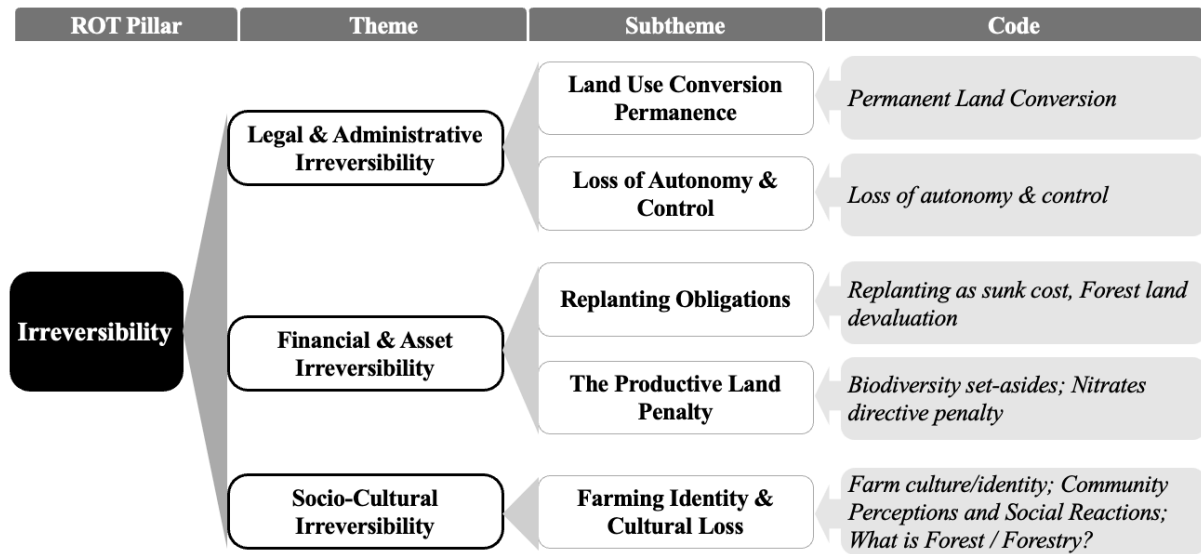 ROT Pillar
Theme
Subtheme
Code
Irreversibility
Legal & Administrative
Irreversibility
Land Use Conversion
Permanence
Permanent Land Conversion
Loss of Autonomy &
Control
Loss of autonomy & control
Financial & Asset
Irreversibility
Replanting Obligations
Replanting as sunk cost, Forest land
devaluation
The Productive Land
Penalty
Biodiversity set-asides; Nitrates
directive penalty
Socio-Cultural
Irreversibility
Farming Identity &
Cultural Loss
Farm culture/identity; Community
Perceptions and Social Reactions;
What is Forest / Forestry?